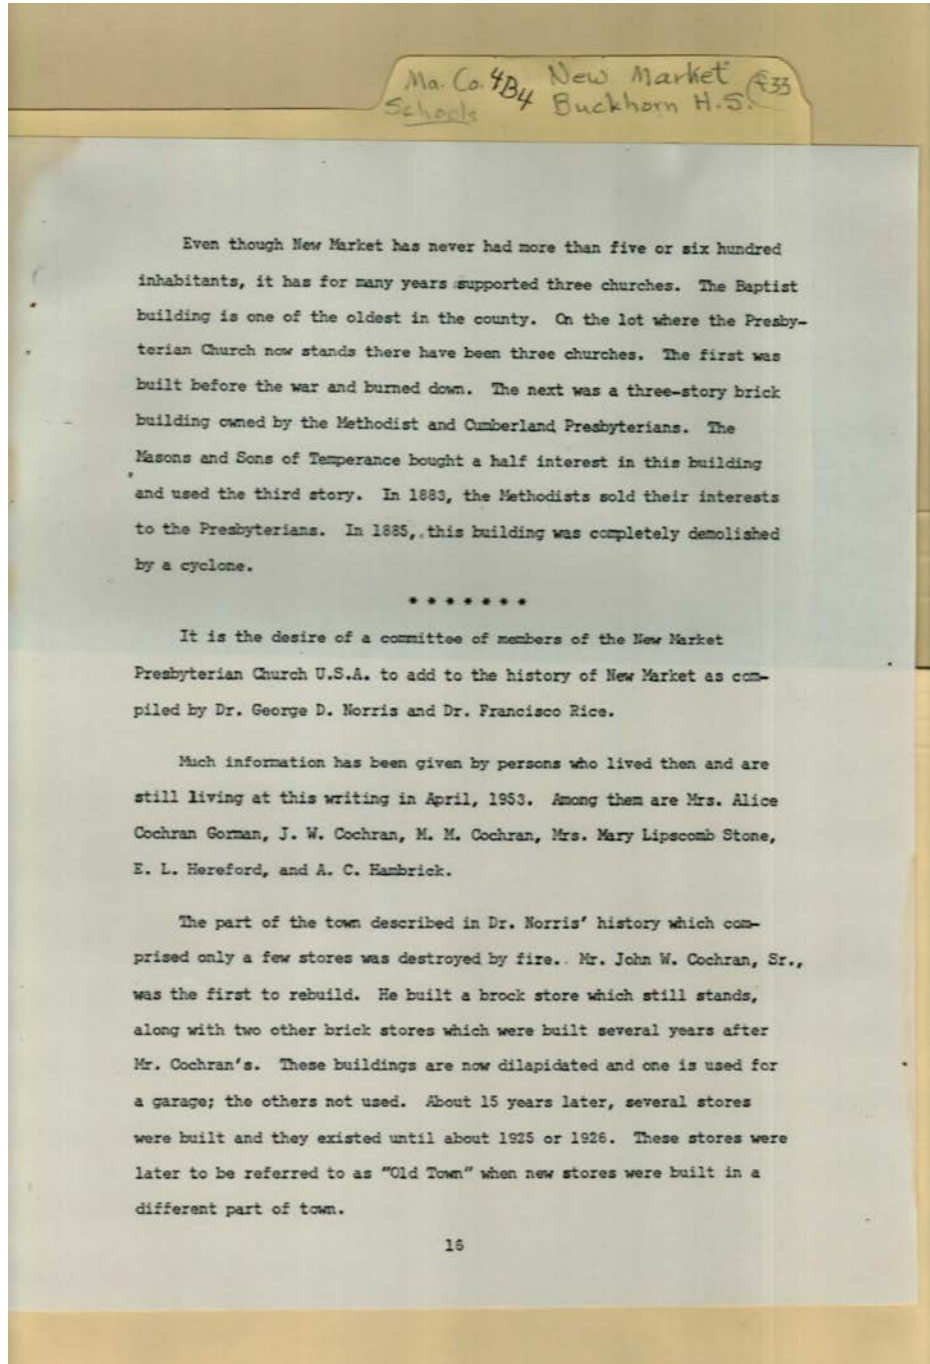 Ma. Co. 4B4 New Market 433
Schools Buckhorn H.S.
Even though New Market has never had more than five or six hundred
inhabitants, it has for many years supported three churches. The Baptist
building is one of the oldest in the county. On the lot where the Presby-
terian Church now stands there have been three churches. The first was
built before the war and burned down. The next was a three-story brick
building owned by the Methodist and Cumberland Presbyterians. The
Masons and Sons of Temperance bought a half interest in this building
and used the third story. In 1883, the Methodists sold their interests
to the Presbyterians. In 1885, this building was completely demolished
by a cyclone.
* * * * * * *
It is the desire of a committee of members of the New Market
Presbyterian Church U.S.A. to add to the history of New Market as com-
piled by Dr. George D. Norris and Dr. Francisco Rice.
Much information has been given by persons who lived then and are
still living at this writing in April, 1953. Among them are Mrs. Alice
Cochran Gorman, J. W. Cochran, M. M. Cochran, Mrs. Mary Lipscomb Stone,
E. L. Hereford, and A. C. Hambrick.
The part of the town described in Dr. Norris' history which com-
prised only a few stores was destroyed by fire. Mr. John W. Cochran, Sr.,
was the first to rebuild. He built a brock store which still stands,
along with two other brick stores which were built several years after
Mr. Cochran's. These buildings are now dilapidated and one is used for
a garage; the others not used. About 15 years later, several stores
were built and they existed until about 1925 or 1926. These stores were
later to be referred to as "Old Town" when new stores were built in a
different part of town.
16